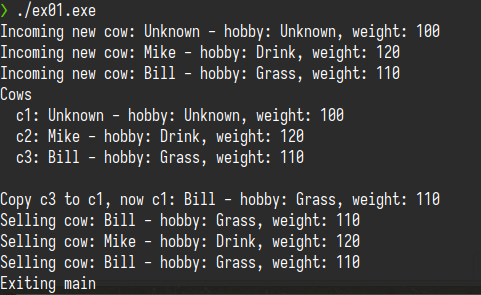 ❯ ./ex01.exe
Incoming new cow: Unknown - hobby: Unknown, weight: 100
Incoming new cow: Mike - hobby: Drink, weight: 120
Incoming new cow: Bill - hobby: Grass, weight: 110
Cows
  c1: Unknown - hobby: Unknown, weight: 100
  c2: Mike - hobby: Drink, weight: 120
  c3: Bill - hobby: Grass, weight: 110

Copy c3 to c1, now c1: Bill - hobby: Grass, weight: 110
Selling cow: Bill - hobby: Grass, weight: 110
Selling cow: Mike - hobby: Drink, weight: 120
Selling cow: Bill - hobby: Grass, weight: 110
Exiting main